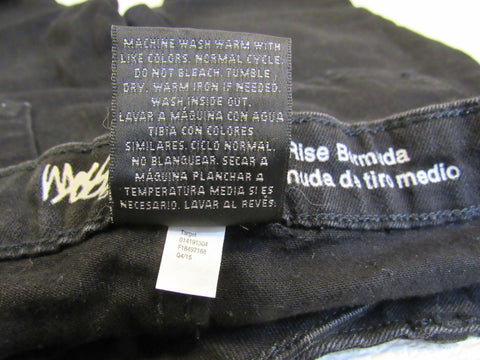 MACHINE WASH WARM WITH
LIKE COLORS. NORMAL CYCLE.
DO NOT BLEACH. TUMBLE
DRY. WARM IRON IF NEEDED.
WASH INSIDE OUT.
LAVAR A MÁQUINA CON AGUA
TIBIA CON COLORES
SIMILARES. CICLO NORMAL.
NO BLANQUEAR. SECAR A
MÁQUINA PLANCHAR A
TEMPERATURA MEDIA SI ES
NECESARIO. LAVAR AL REVÉS.
Rise Bermuda
muda de tiro medio
Target
04/15